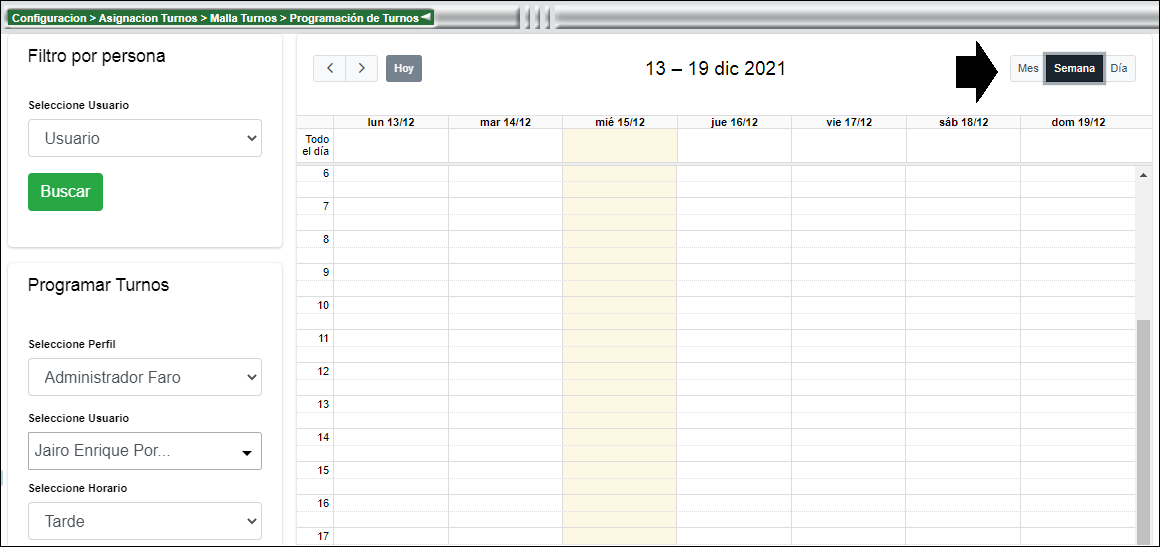 Configuracion > Asignacion Turnos > Malla Turnos > Programación de Turnos
Filtro por persona
Seleccione Usuario
Usuario
Buscar
Programar Turnos
Seleccione Perfil
Administrador Faro
Seleccione Usuario
Jairo Enrique Por...
Seleccione Horario
Tarde
Hoy
13 – 19 dic 2021
Mes Semana Día
lun 13/12 mar 14/12 mié 15/12 jue 16/12 vie 17/12 sáb 18/12 dom 19/12
Todo
el día
6
7
8
9
10
11
12
13
14
15
16
17